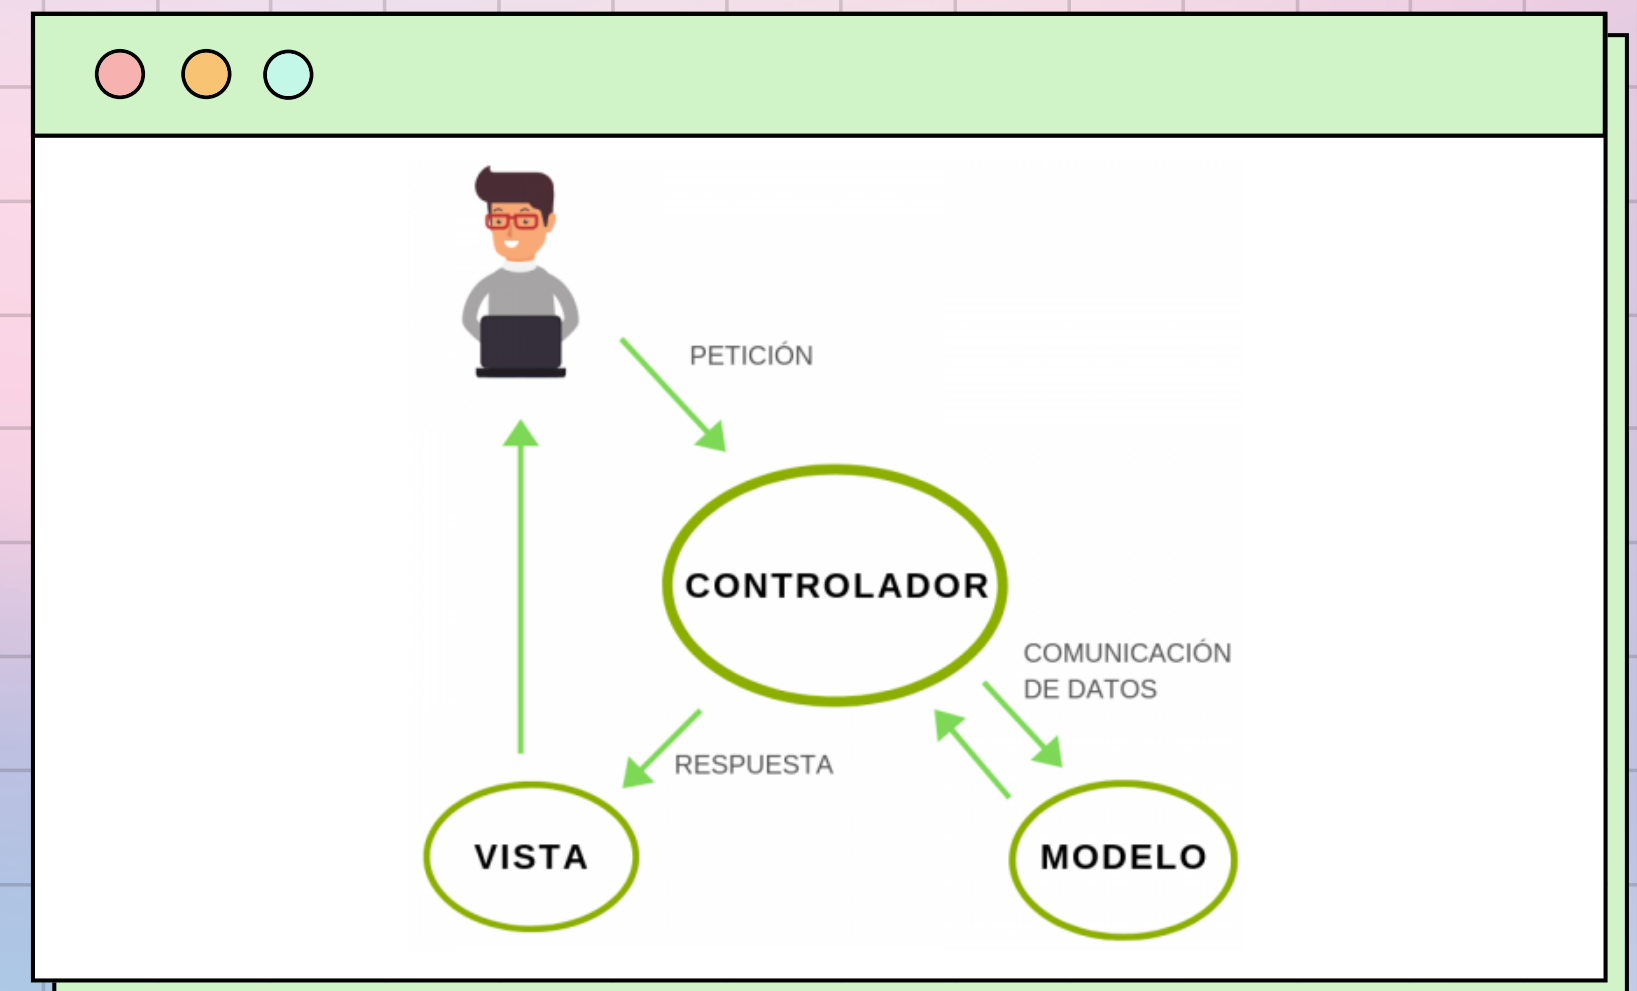 PETICIÓN
CONTROLADOR
COMUNICACIÓN
DE DATOS
RESPUESTA
VISTA
MODELO